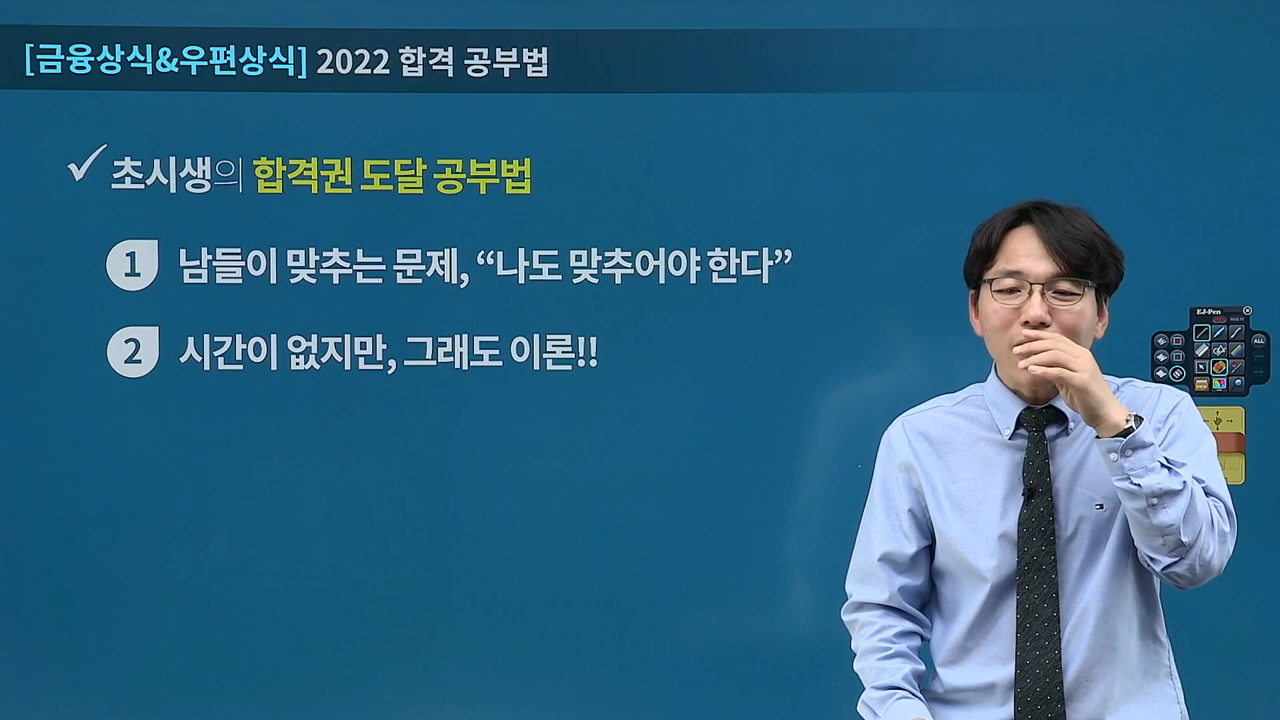 [금융상식&우편상식] 2022 합격 공부법
초시생의 합격권 도달 공부법
1 남들이 맞추는 문제, “나도 맞추어야 한다”
2 시간이 없지만, 그래도 이론!!
EJ-Pen
ALL